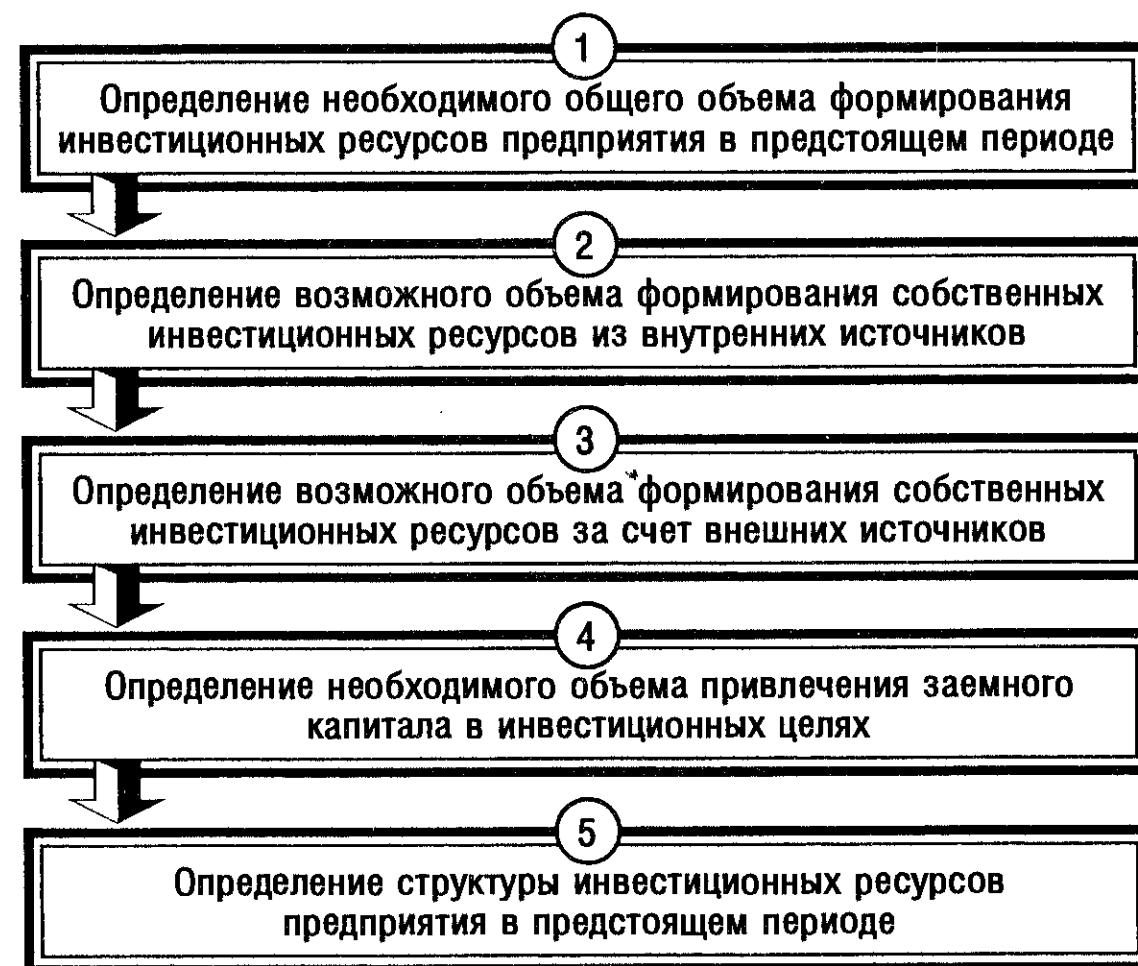 1
Определение необходимого общего объема формирования
инвестиционных ресурсов предприятия в предстоящем периоде
2
Определение возможного объема формирования собственных
инвестиционных ресурсов из внутренних источников
3
Определение возможного объема формирования собственных
инвестиционных ресурсов за счет внешних источников
4
Определение необходимого объема привлечения заемного
капитала в инвестиционных целях
5
Определение структуры инвестиционных ресурсов
предприятия в предстоящем периоде